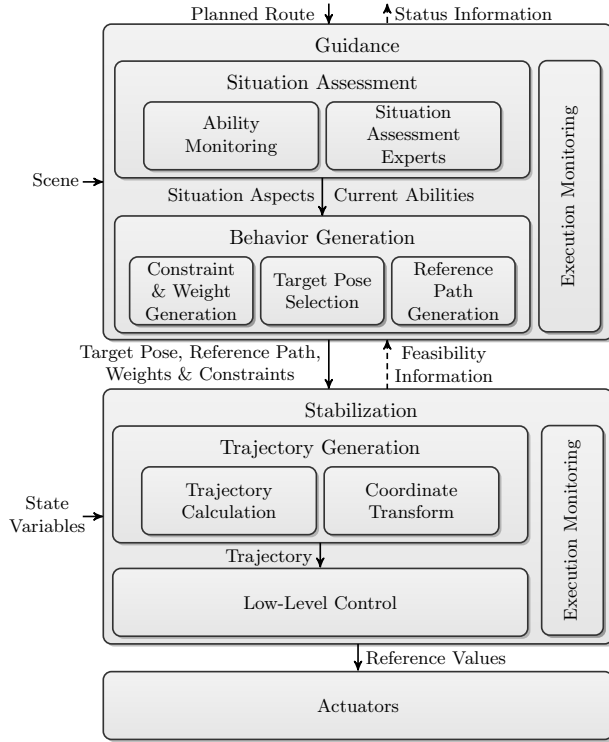 Planned Route
Status Information
Guidance
Situation Assessment
Ability
Monitoring
Situation
Assessment
Experts
Execution Monitoring
Scene
Situation Aspects
Current Abilities
Behavior Generation
Constraint
& Weight
Generation
Target Pose
Selection
Reference
Path
Generation
Target Pose, Reference Path,
Weights & Constraints
Feasibility
Information
Stabilization
Trajectory Generation
Trajectory
Calculation
Coordinate
Transform
Execution Monitoring
State
Variables
Trajectory
Low-Level Control
Reference Values
Actuators